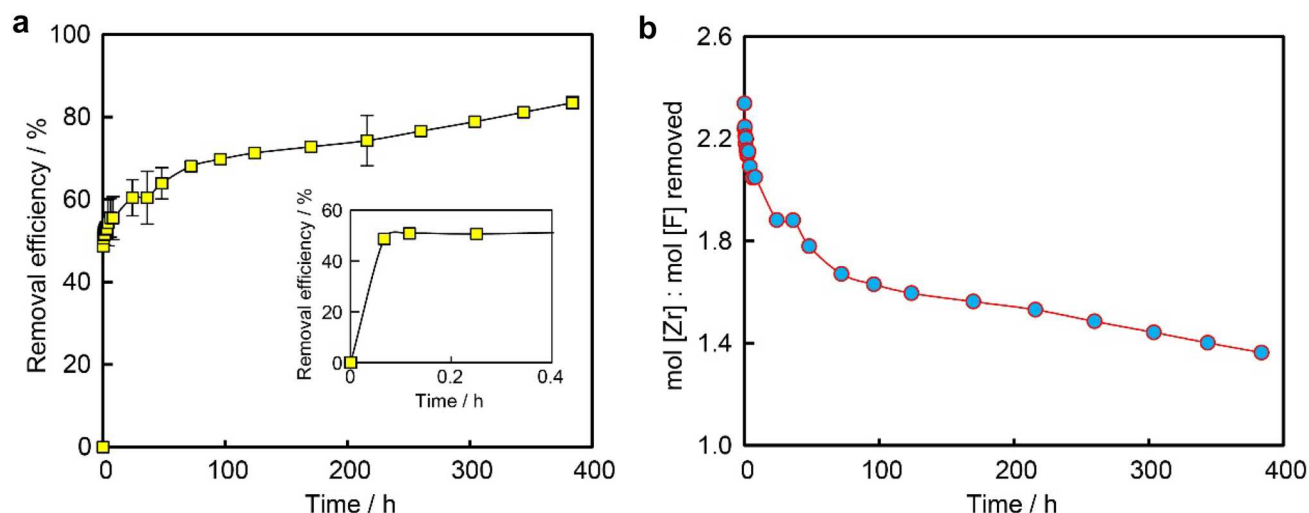 a
100
80
60
40
20
0
Removal efficiency / %
0 100 200 300 400
Time / h
60
40
20
0
Removal efficiency / %
0 0.2 0.4
Time / h
b
2.6
2.2
1.8
1.4
1.0
mol [Zr] : mol [F] removed
0 100 200 300 400
Time / h